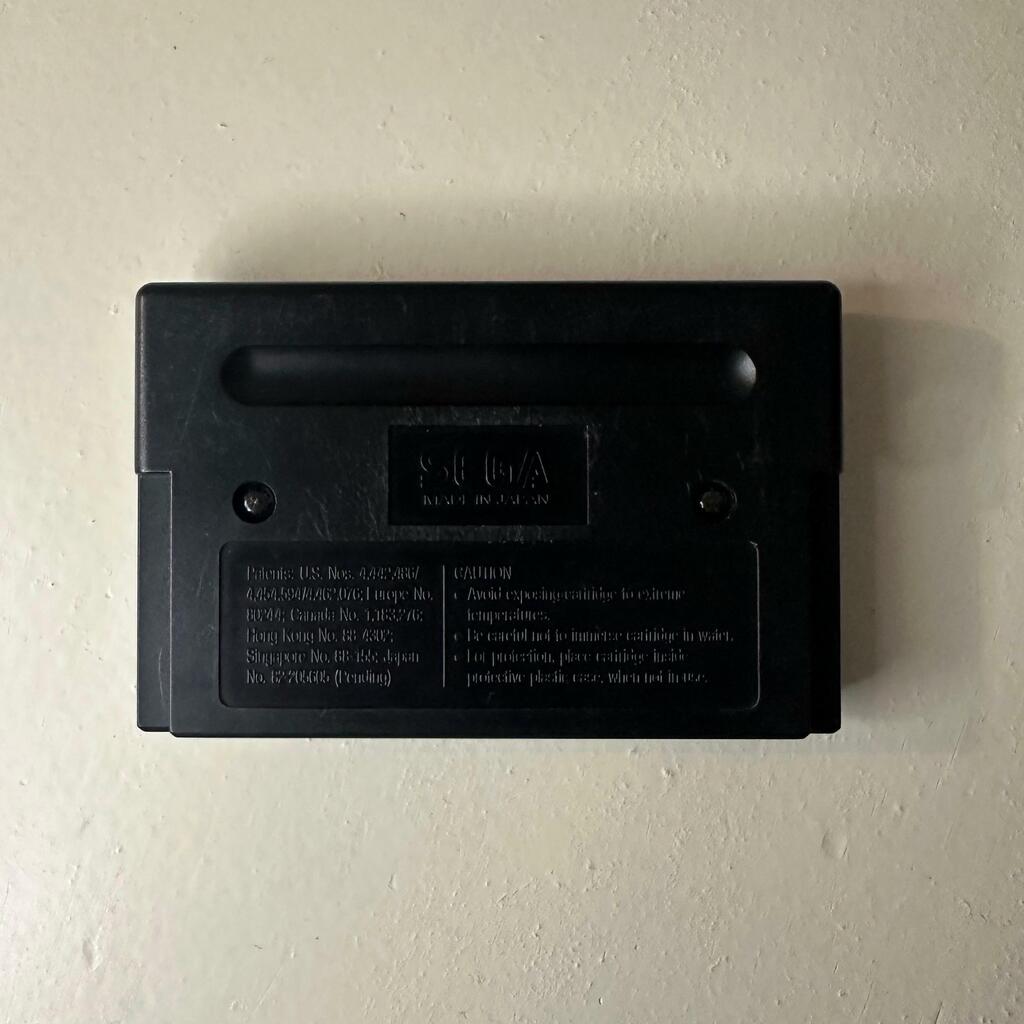 SEGA
MADE IN JAPAN
Patents: U.S. Nos. 4,442,486/
4,454,594/4,462,076; Europe No.
80244; Canada No. 1,183,276;
Hong Kong No. 88-4302;
Singapore No. 88-155; Japan
No. 82-205605 (Pending)
CAUTION
• Avoid exposing cartridge to extreme
temperatures.
• Be careful not to immerse cartridge in water.
• For protection, place cartridge inside
protective plastic case, when not in use.